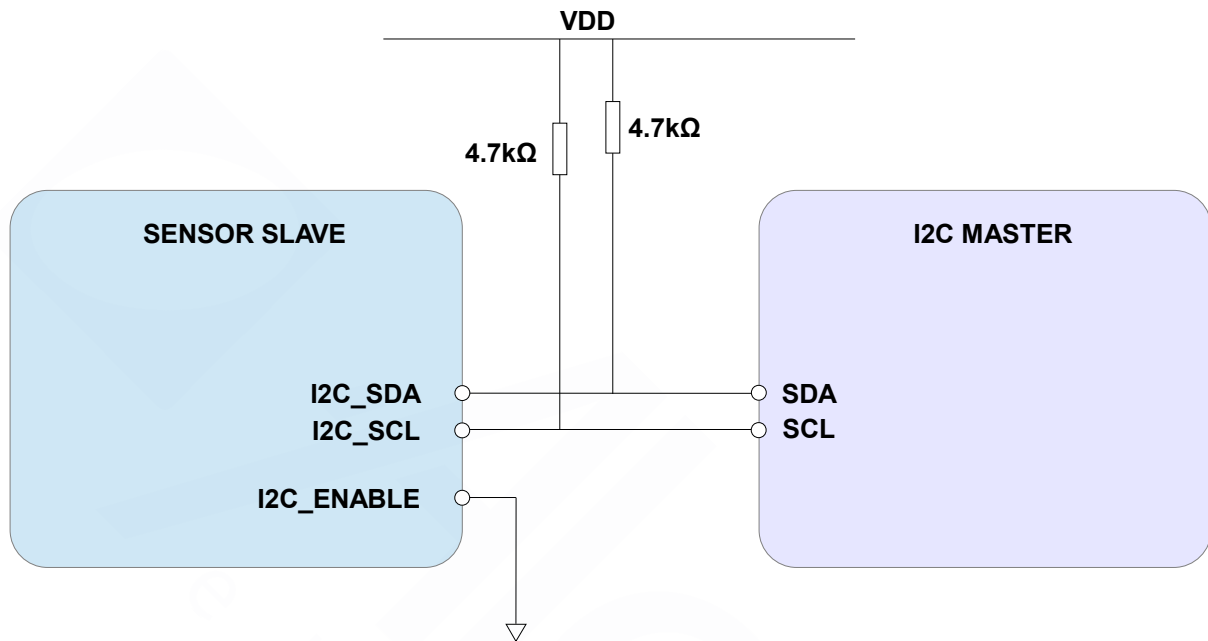 VDD
4.7kΩ
4.7kΩ
SENSOR SLAVE
I2C MASTER
I2C_SDA
SDA
I2C_SCL
SCL
I2C_ENABLE